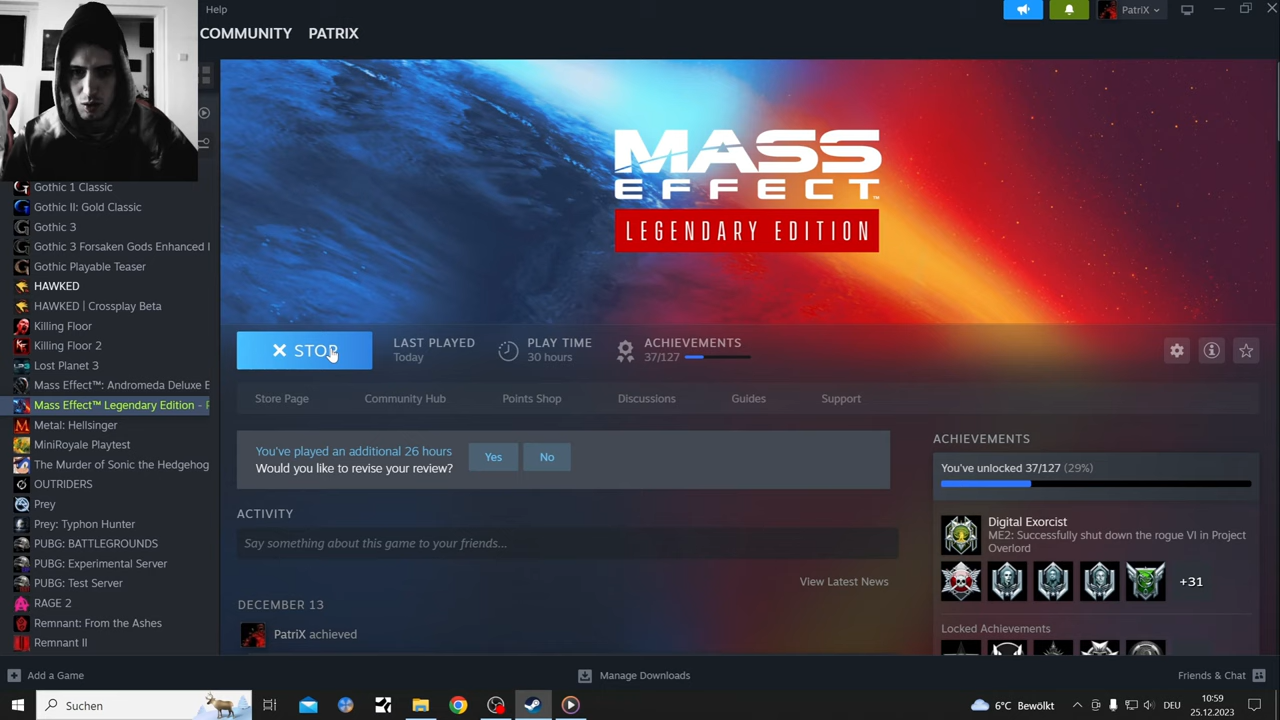 Help
PatriX
COMMUNITY PATRIX
MASS
EFFECT™
LEGENDARY EDITION
Gothic 1 Classic
Gothic II: Gold Classic
Gothic 3
Gothic 3 Forsaken Gods Enhanced
Gothic Playable Teaser
HAWKED
HAWKED | Crossplay Beta
Killing Floor
Killing Floor 2
Lost Planet 3
Mass Effect™: Andromeda Deluxe E
Mass Effect™ Legendary Edition -
Metal: Hellsinger
MiniRoyale Playtest
The Murder of Sonic the Hedgehog
OUTRIDERS
Prey
Prey: Typhon Hunter
PUBG: BATTLEGROUNDS
PUBG: Experimental Server
PUBG: Test Server
RAGE 2
Remnant: From the Ashes
Remnant II
STOP
LAST PLAYED
Today
PLAY TIME
30 hours
ACHIEVEMENTS
37/127
Store Page
Community Hub
Points Shop
Discussions
Guides
Support
You've played an additional 26 hours
Would you like to revise your review?
Yes
No
ACTIVITY
Say something about this game to your friends...
View Latest News
DECEMBER 13
PatriX achieved
ACHIEVEMENTS
You've unlocked 37/127 (29%)
Digital Exorcist
ME2: Successfully shut down the rogue VI in Project
Overlord
+31
Locked Achievements
Add a Game
Manage Downloads
Friends & Chat
Suchen
6°C Bewölkt
DEU
10:59
25.12.2023